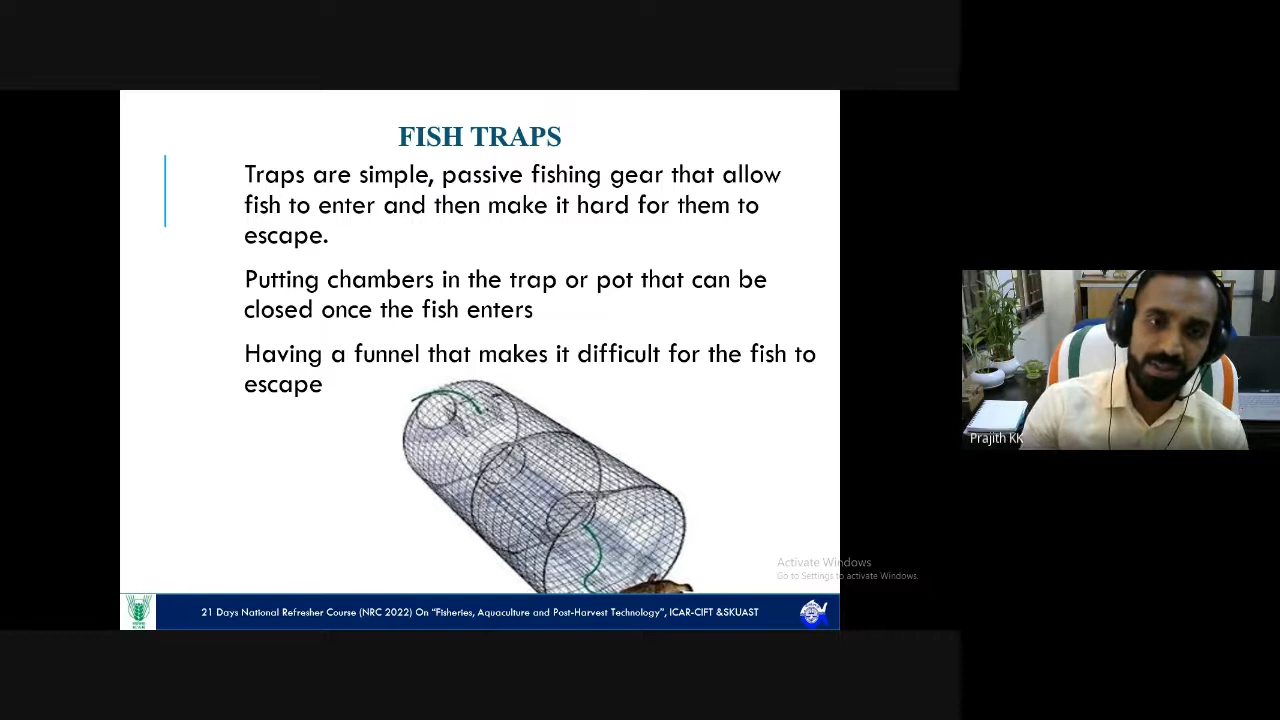 FISH TRAPS
Traps are simple, passive fishing gear that allow
fish to enter and then make it hard for them to
escape.
Putting chambers in the trap or pot that can be
closed once the fish enters
Having a funnel that makes it difficult for the fish to
escape
Prajith KK
Activate Windows
Go to Settings to activate Windows.
21 Days National Refresher Course (NRC 2022) On "Fisheries, Aquaculture and Post-Harvest Technology", ICAR-CIFT &SKUAST